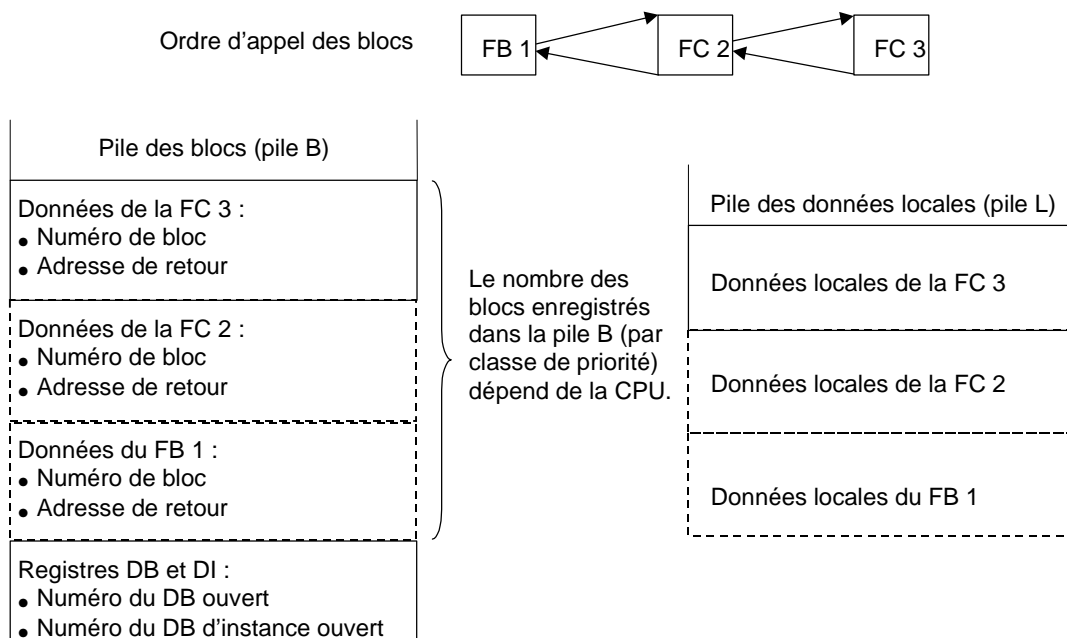 Ordre d'appel des blocs
FB 1
FC 2
FC 3
Pile des blocs (pile B)
Données de la FC 3 :
• Numéro de bloc
• Adresse de retour
Données de la FC 2 :
• Numéro de bloc
• Adresse de retour
Données du FB 1 :
• Numéro de bloc
• Adresse de retour
Registres DB et DI :
• Numéro du DB ouvert
• Numéro du DB d'instance ouvert
Le nombre des
blocs enregistrés
dans la pile B (par
classe de priorité)
dépend de la CPU.
Pile des données locales (pile L)
Données locales de la FC 3
Données locales de la FC 2
Données locales du FB 1